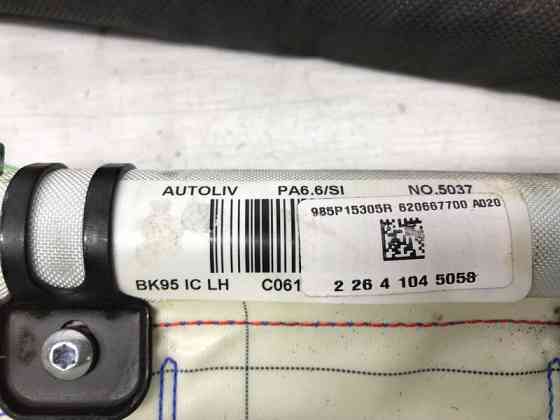 AUTOLIV PA6.6/SI NO.5037
985P15305R 620667700 A020
BK95 IC LH C061
2 26 4 104 5058